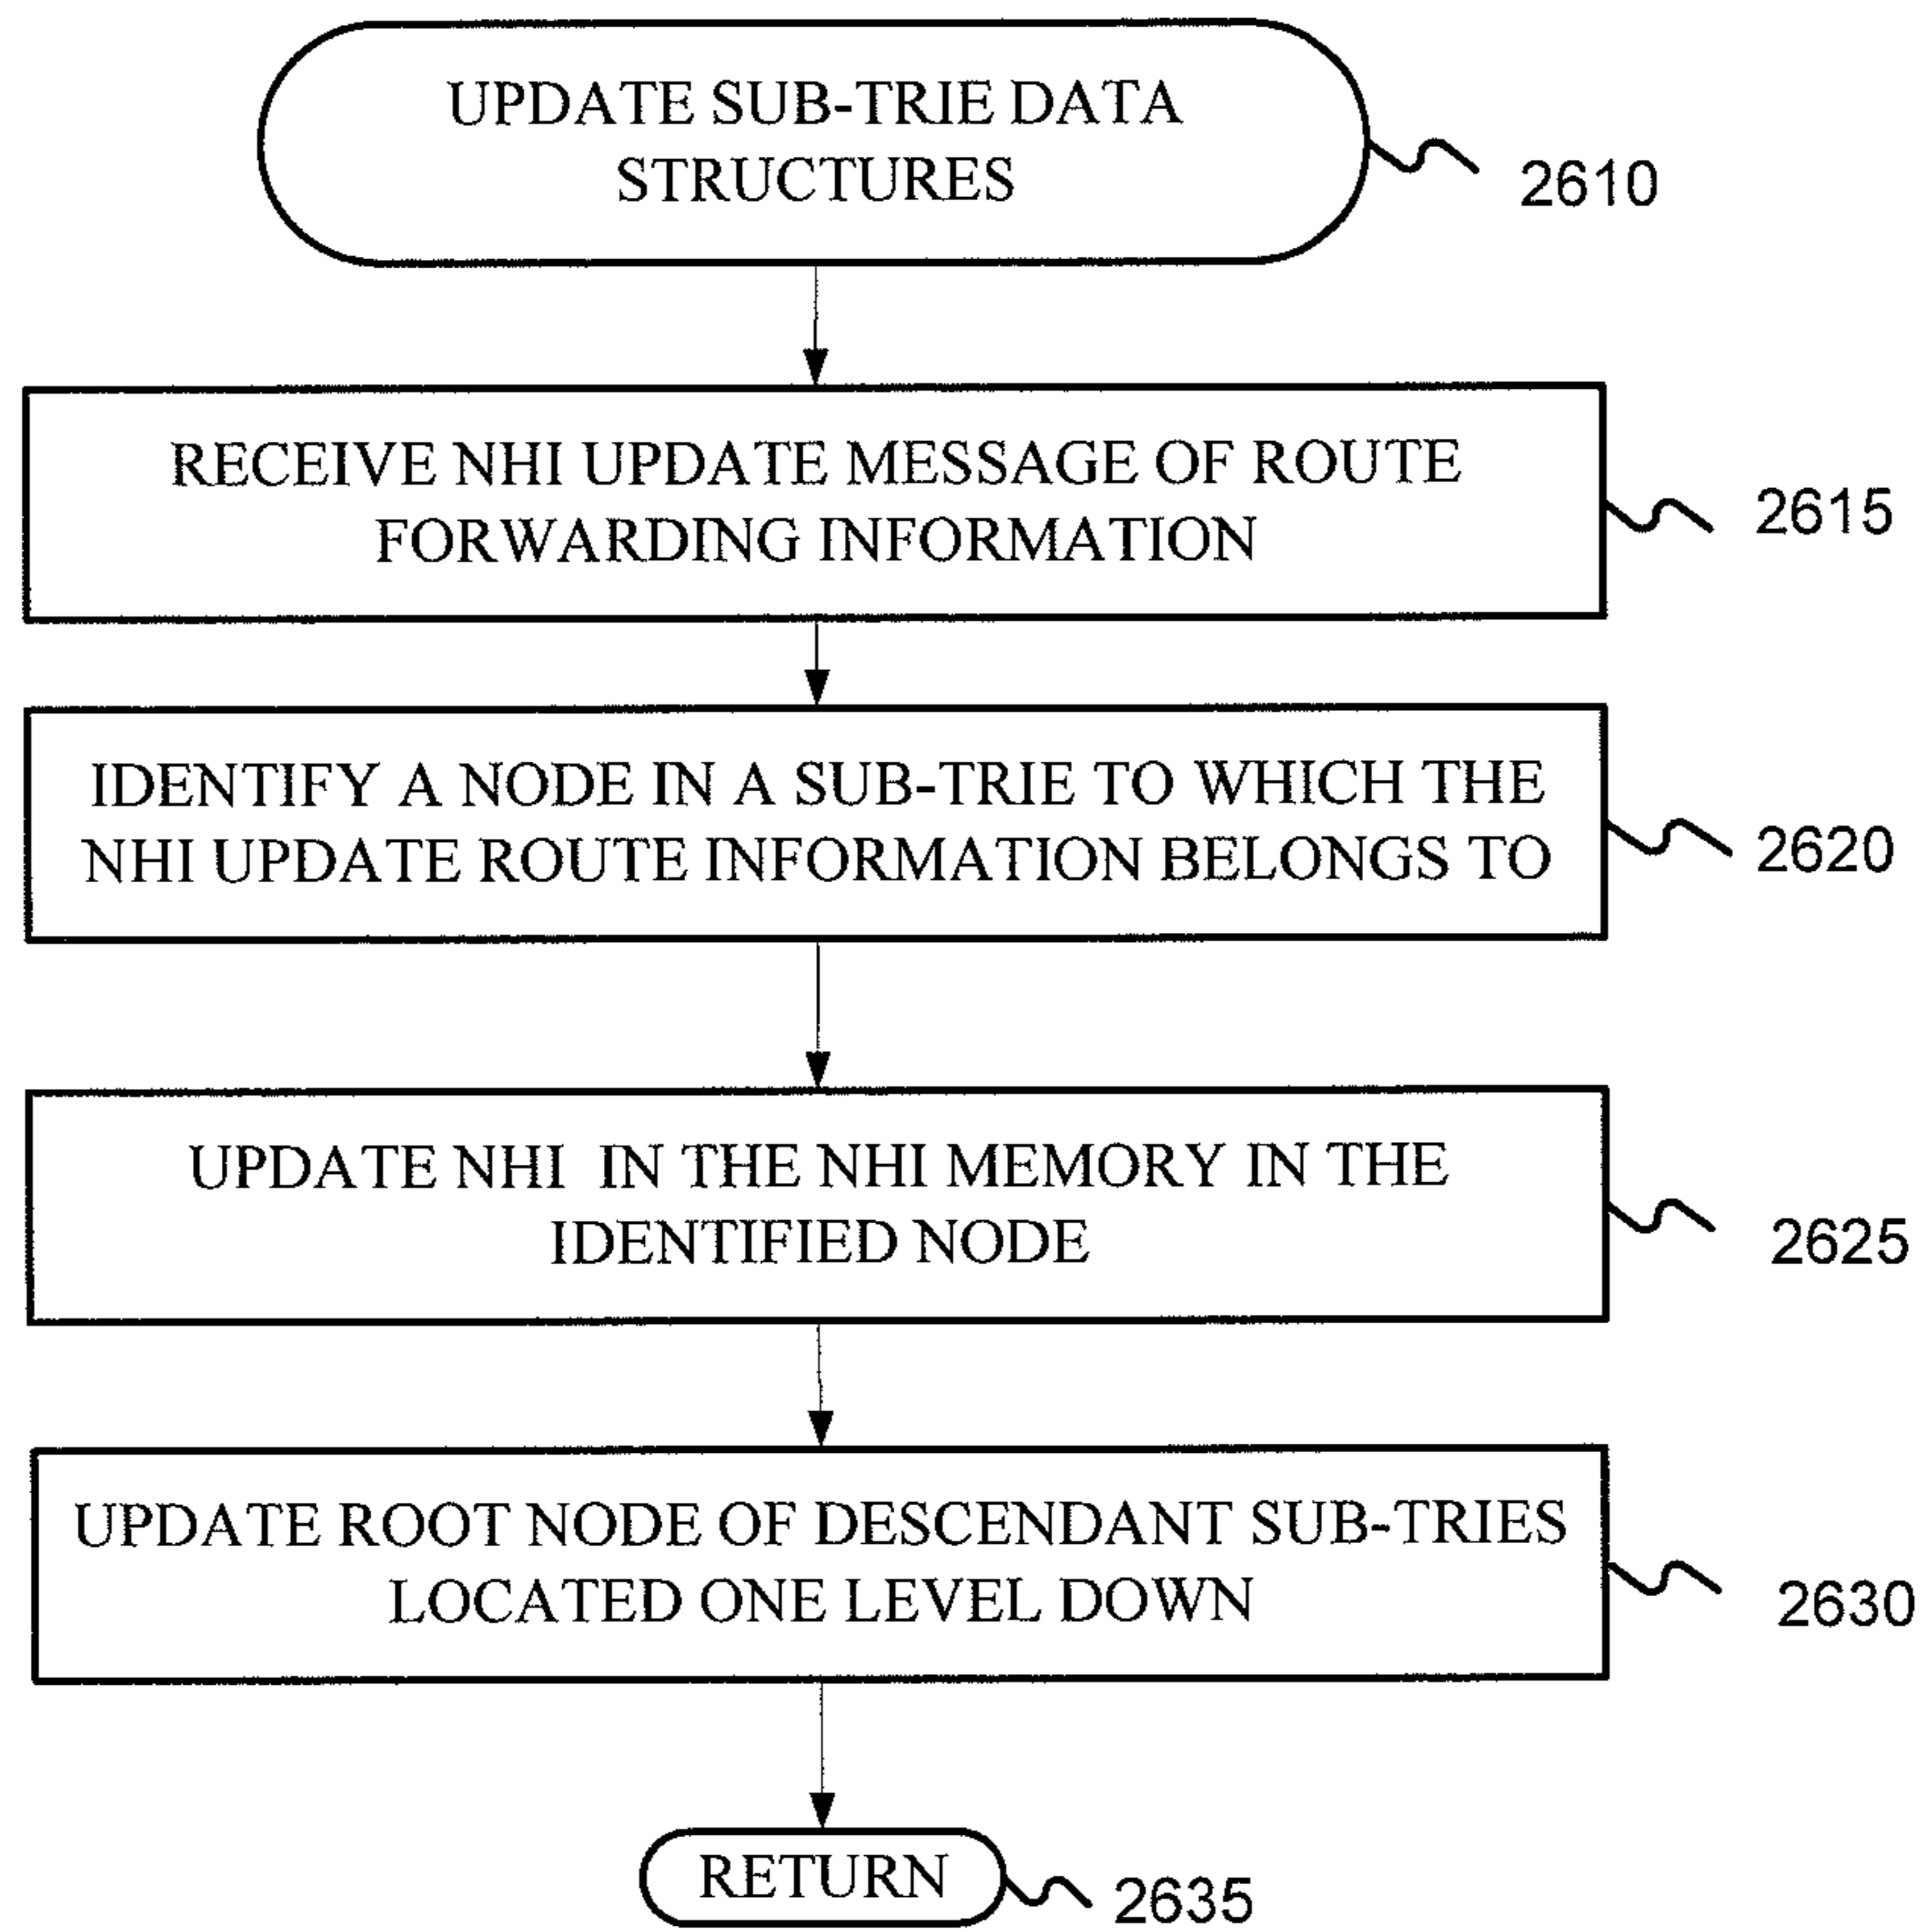 UPDATE SUB-TRIE DATA
STRUCTURES
2610
RECEIVE NHI UPDATE MESSAGE OF ROUTE
FORWARDING INFORMATION
2615
IDENTIFY A NODE IN A SUB-TRIE TO WHICH THE
NHI UPDATE ROUTE INFORMATION BELONGS TO
2620
UPDATE NHI IN THE NHI MEMORY IN THE
IDENTIFIED NODE
2625
UPDATE ROOT NODE OF DESCENDANT SUB-TRIES
LOCATED ONE LEVEL DOWN
2630
RETURN
2635